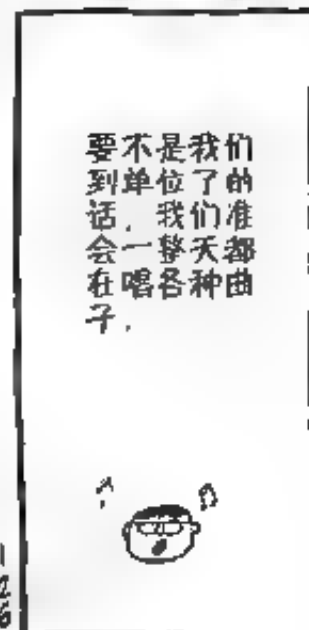 要不是我们
到单位了的
话，我们准
会一整天都
在唱各种曲
子，